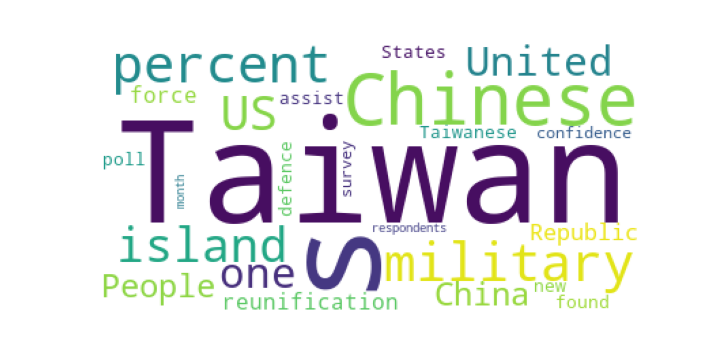 States
percent
United
force
assist
US
Chinese
Taiwanese
confidence
Taiwan
poll
month
defence
survey
respondents
island
s
Republic
one
military
People
China
new
reunification
found